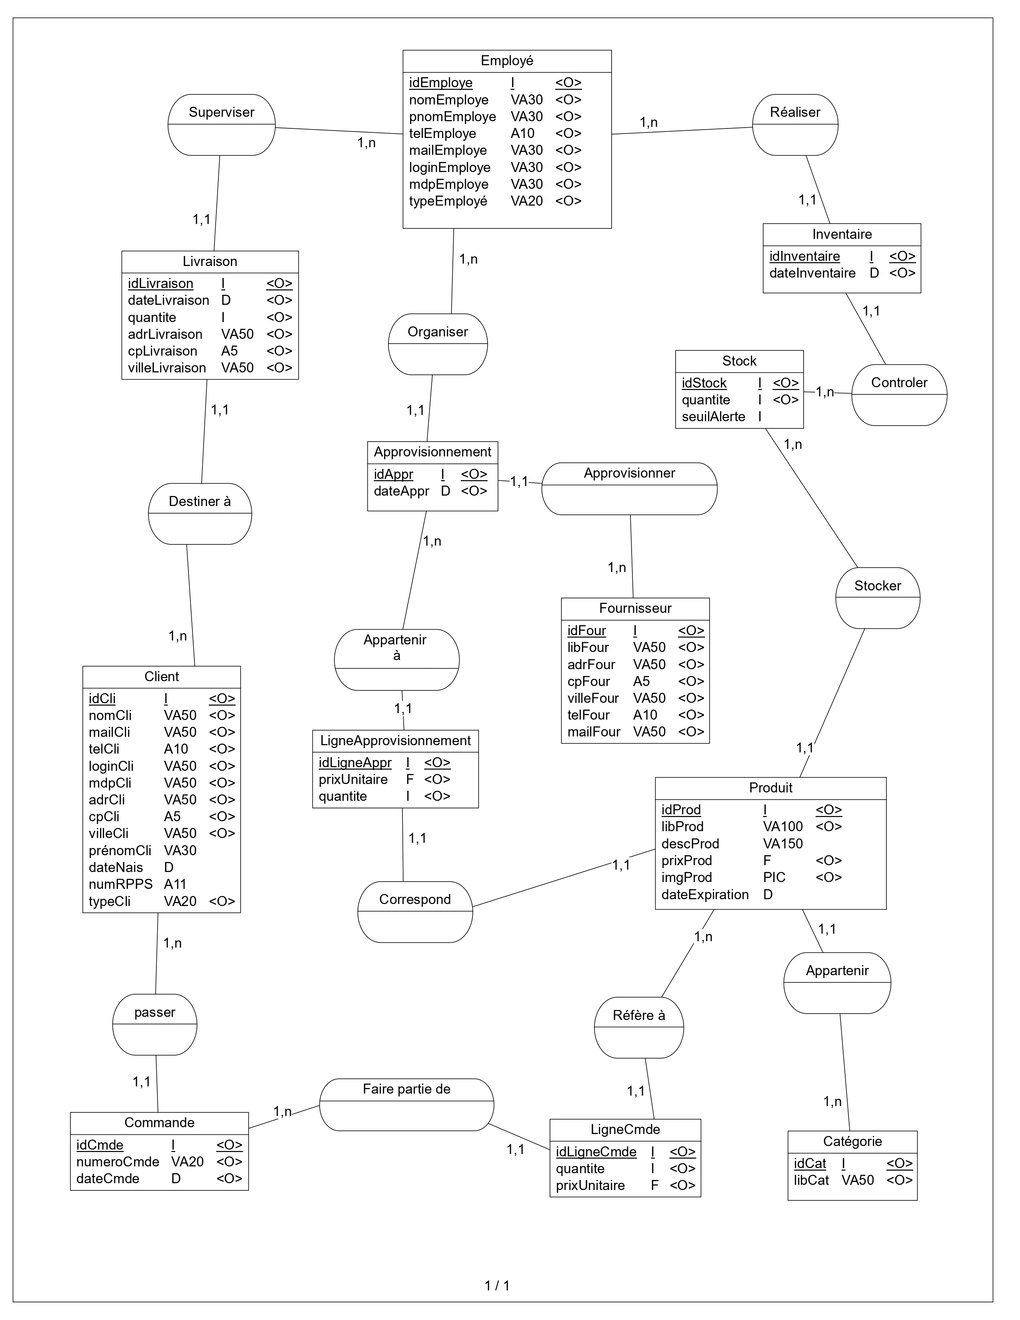 Employé
idEmploye I <O>
nomEmploye VA30 <O>
pnomEmploye VA30 <O>
telEmploye A10 <O>
mailEmploye VA30 <O>
loginEmploye VA30 <O>
mdpEmploye VA30 <O>
typeEmployé VA20 <O>
Superviser
1,n
1,1
Réaliser
1,n
1,1
Livraison
idLivraison I <O>
dateLivraison D <O>
quantite I <O>
adrLivraison VA50 <O>
cpLivraison A5 <O>
villeLivraison VA50 <O>
1,n
Organiser
1,1
Inventaire
idInventaire I <O>
dateInventaire D <O>
1,1
Controler
1,n
Stock
idStock I <O>
quantite I <O>
seuilAlerte I
1,n
1,1
Destiner à
1,n
Approvisionnement
idAppr I <O>
dateAppr D <O>
1,1
Approvisionner
1,n
1,n
Stocker
1,1
Fournisseur
idFour I <O>
libFour VA50 <O>
adrFour VA50 <O>
cpFour A5 <O>
villeFour VA50 <O>
telFour A10 <O>
mailFour VA50 <O>
Appartenir
à
1,1
Client
idCli I <O>
nomCli VA50 <O>
mailCli VA50 <O>
telCli A10 <O>
loginCli VA50 <O>
mdpCli VA50 <O>
adrCli VA50 <O>
cpCli A5 <O>
villeCli VA50 <O>
prénomCli VA30
dateNais D
numRPPS A11
typeCli VA20 <O>
LigneApprovisionnement
idLigneAppr I <O>
prixUnitaire F <O>
quantite I <O>
1,1
Correspond
1,1
Produit
idProd I <O>
libProd VA100 <O>
descProd VA150
prixProd F <O>
imgProd PIC <O>
dateExpiration D
1,n
passer
1,1
1,n
Réfère à
1,1
1,1
Appartenir
1,n
Commande
idCmde I <O>
numeroCmde VA20 <O>
dateCmde D <O>
1,n
Faire partie de
1,1
LigneCmde
idLigneCmde I <O>
quantite I <O>
prixUnitaire F <O>
Catégorie
idCat I <O>
libCat VA50 <O>
1 / 1